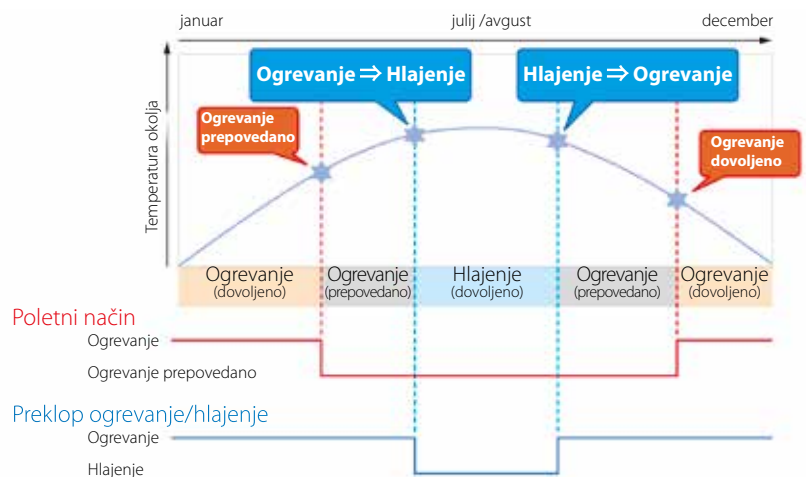 januar julij /avgust december
Ogrevanje ⇒ Hlajenje Hlajenje ⇒ Ogrevanje
Ogrevanje
prepovedano
Ogrevanje
dovoljeno
Temperatura okolja
Ogrevanje Ogrevanje Hlajenje Ogrevanje Ogrevanje
(dovoljeno) (prepovedano) (dovoljeno) (prepovedano) (dovoljeno)
Poletni način
Ogrevanje
Ogrevanje prepovedano
Preklop ogrevanje/hlajenje
Ogrevanje
Hlajenje